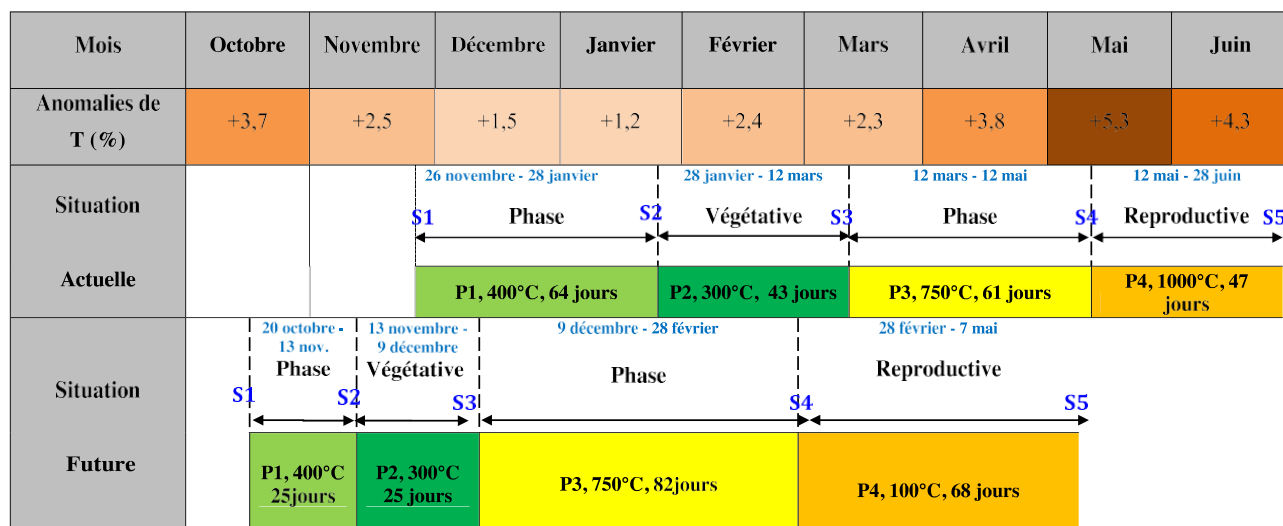 Mois Octobre Novembre Décembre Janvier Février Mars Avril Mai Juin
Anomalies de
T (%)
+3,7 +2,5 +1,5 +1,2 +2,4 +2,3 +3,8 +5,3 +4,3
Situation
Actuelle
26 novembre - 28 janvier 28 janvier - 12 mars 12 mars - 12 mai 12 mai - 28 juin
S1 Phase S2 Végétative S3 Phase S4 Reproductive S5
P1, 400°C, 64 jours P2, 300°C, 43 jours P3, 750°C, 61 jours P4, 1000°C, 47
jours
Situation
Future
20 octobre -
13 nov.
13 novembre -
9 décembre
9 décembre - 28 février 28 février - 7 mai
Phase Végétative Phase Reproductive
S1 S2 S3 S4 S5
P1, 400°C
25jours
P2, 300°C
25 jours
P3, 750°C, 82jours P4, 100°C, 68 jours